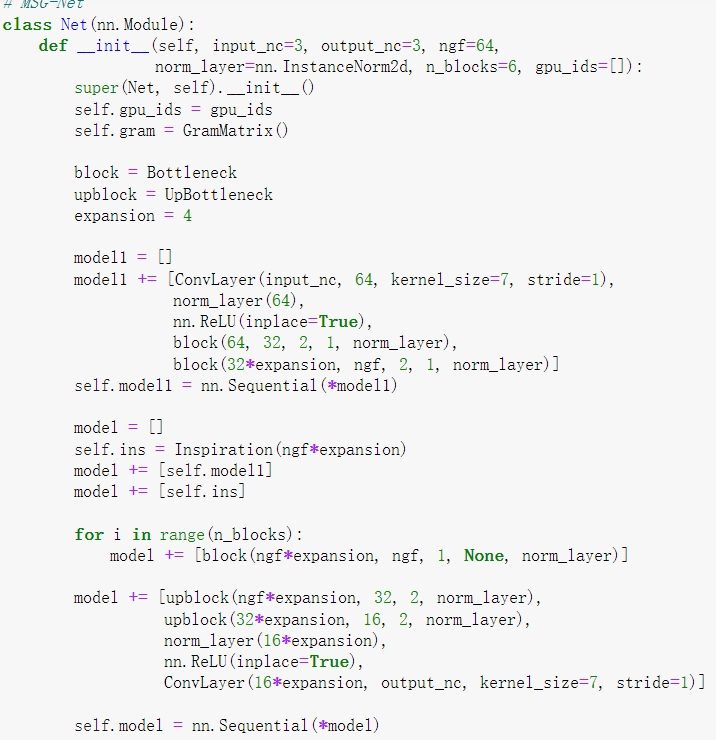 # MSG-Net
class Net(nn.Module):
    def __init__(self, input_nc=3, output_nc=3, ngf=64,
                 norm_layer=nn.InstanceNorm2d, n_blocks=6, gpu_ids=[]):
        super(Net, self).__init__()
        self.gpu_ids = gpu_ids
        self.gram = GramMatrix()

        block = Bottleneck
        upblock = UpBottleneck
        expansion = 4

        model1 = []
        model1 += [ConvLayer(input_nc, 64, kernel_size=7, stride=1),
                   norm_layer(64),
                   nn.ReLU(inplace=True),
                   block(64, 32, 2, 1, norm_layer),
                   block(32*expansion, ngf, 2, 1, norm_layer)]
        self.model1 = nn.Sequential(*model1)

        model = []
        self.ins = Inspiration(ngf*expansion)
        model += [self.model1]
        model += [self.ins]

        for i in range(n_blocks):
            model += [block(ngf*expansion, ngf, 1, None, norm_layer)]

        model += [upblock(ngf*expansion, 32, 2, norm_layer),
                  upblock(32*expansion, 16, 2, norm_layer),
                  norm_layer(16*expansion),
                  nn.ReLU(inplace=True),
                  ConvLayer(16*expansion, output_nc, kernel_size=7, stride=1)]

        self.model = nn.Sequential(*model)